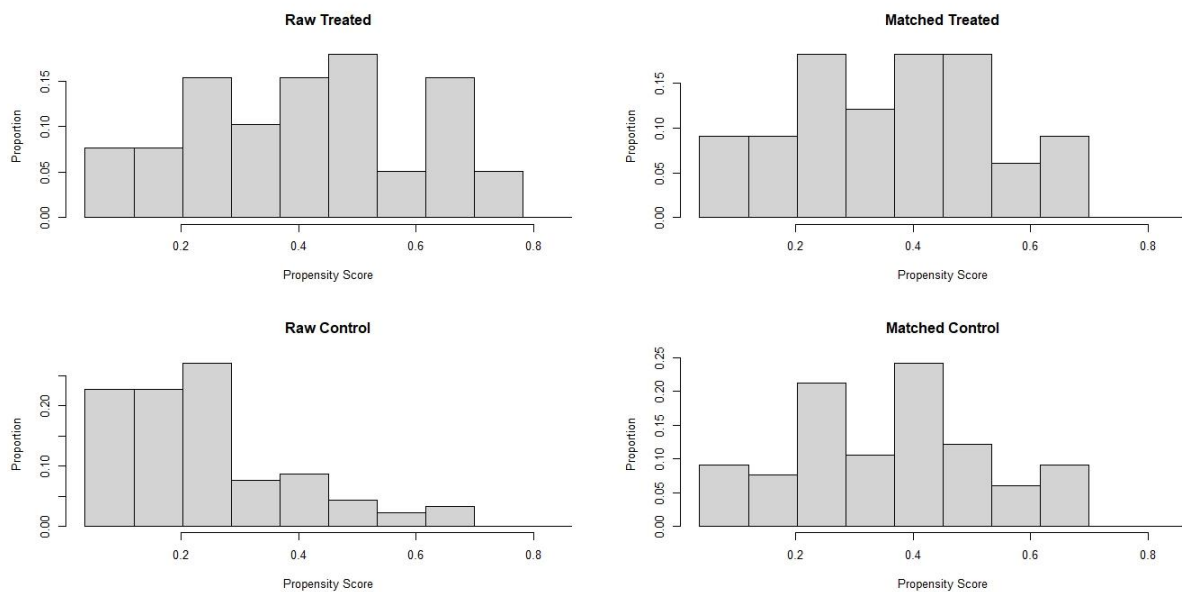 Raw Treated
Proportion
0.00 0.05 0.10 0.15
0.2 0.4 0.6 0.8
Propensity Score
Matched Treated
Proportion
0.00 0.05 0.10 0.15
0.2 0.4 0.6 0.8
Propensity Score
Raw Control
Proportion
0.00 0.10 0.20
0.2 0.4 0.6 0.8
Propensity Score
Matched Control
Proportion
0.00 0.05 0.10 0.15 0.20 0.25
0.2 0.4 0.6 0.8
Propensity Score